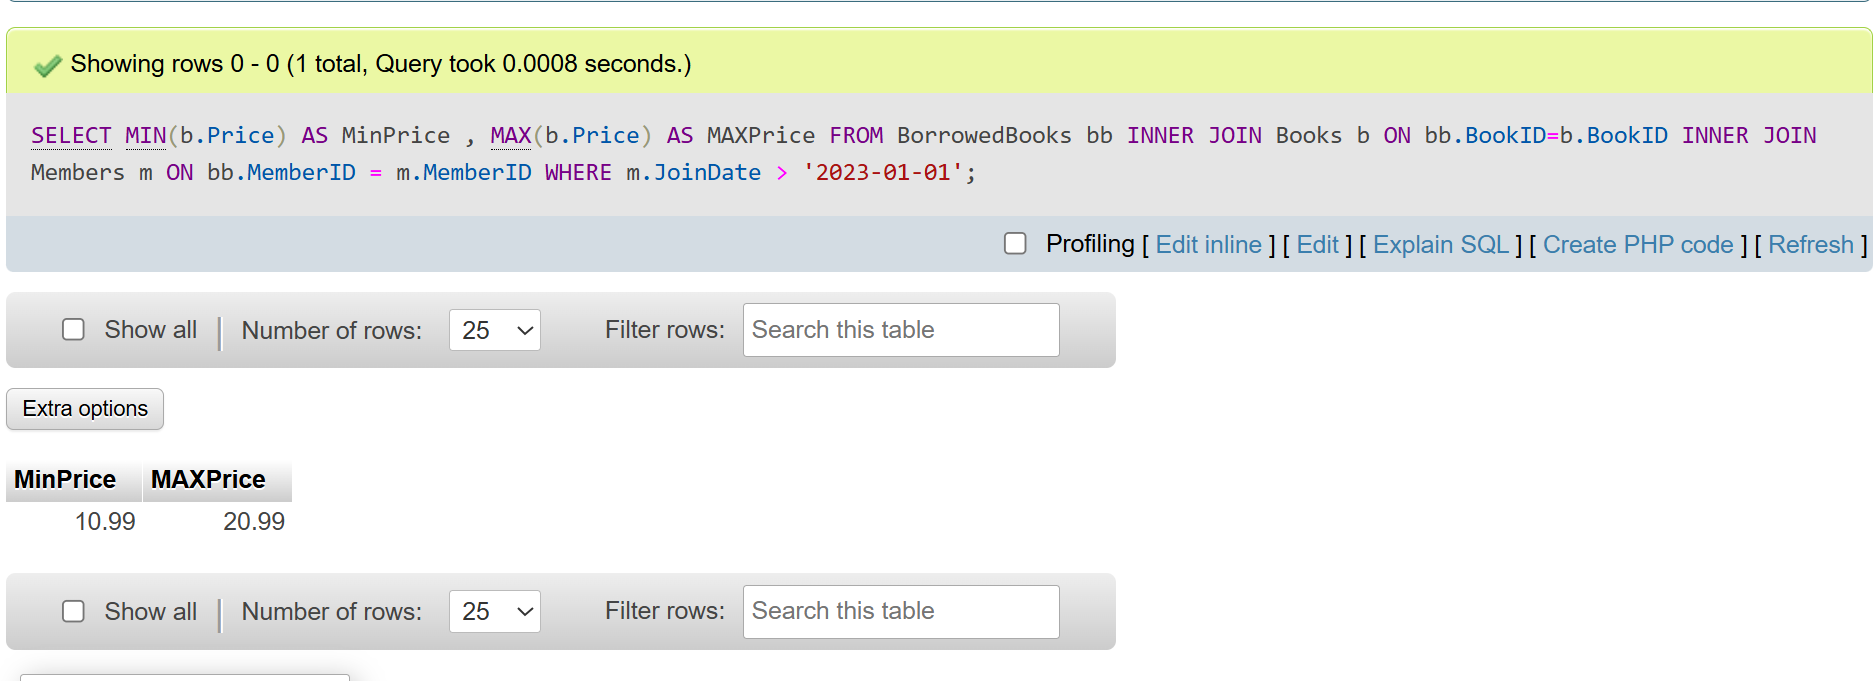 Showing rows 0 - 0 (1 total, Query took 0.0008 seconds.)
SELECT MIN(b.Price) AS MinPrice , MAX(b.Price) AS MAXPrice FROM BorrowedBooks bb INNER JOIN Books b ON bb.BookID=b.BookID INNER JOIN
Members m ON bb.MemberID = m.MemberID WHERE m.JoinDate > '2023-01-01';
Profiling [ Edit inline ] [ Edit ] [ Explain SQL ] [ Create PHP code ] [ Refresh ]
Show all Number of rows: 25 Filter rows: Search this table
Extra options
MinPrice MAXPrice
10.99 20.99
Show all Number of rows: 25 Filter rows: Search this table